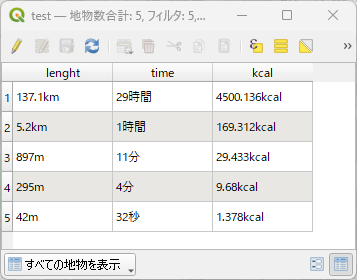 test — 地物数合計: 5, フィルタ: 5,...
lenght time kcal
1 137.1km 29時間 4500.136kcal
2 5.2km 1時間 169.312kcal
3 897m 11分 29.433kcal
4 295m 4分 9.68kcal
5 42m 32秒 1.378kcal
すべての地物を表示